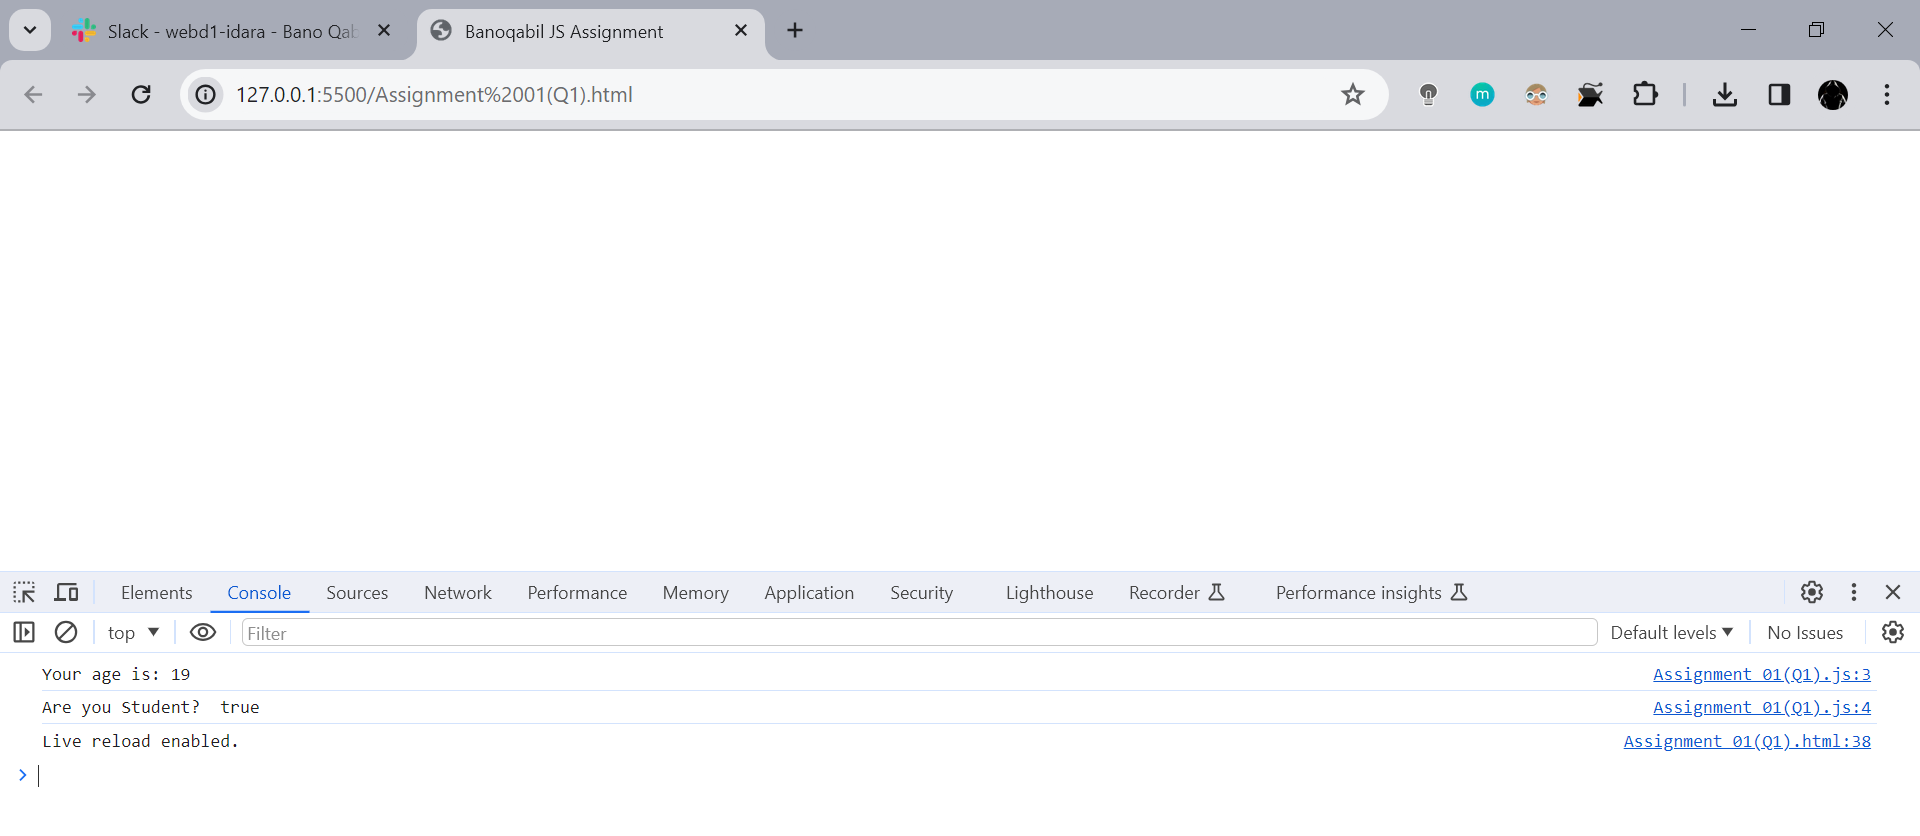 Slack - webd1-idara - Bano Qab
Banoqabil JS Assignment
127.0.0.1:5500/Assignment%2001(Q1).html
m
Elements Console Sources Network Performance Memory Application Security Lighthouse Recorder Performance insights
top Filter Default levels No Issues
Your age is: 19 Assignment 01(Q1).js:3
Are you Student?  true Assignment 01(Q1).js:4
Live reload enabled. Assignment 01(Q1).html:38